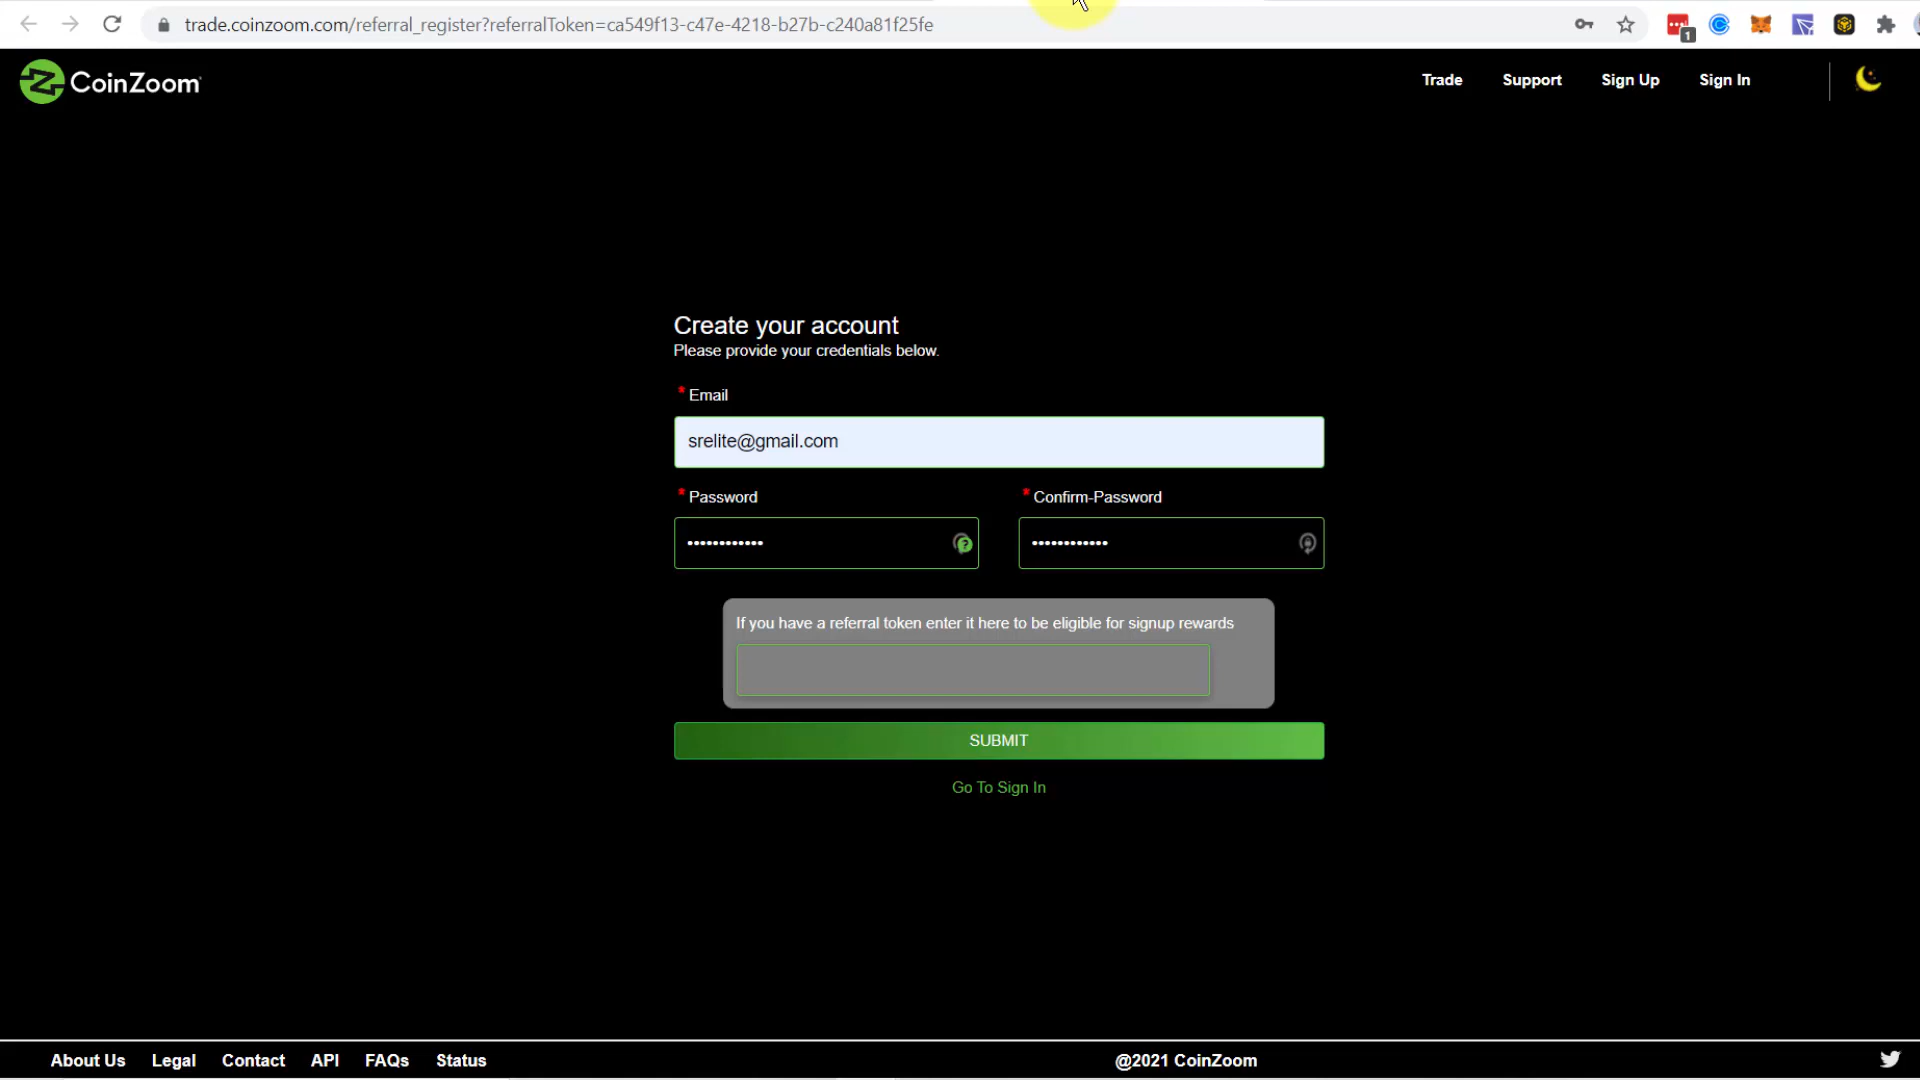 trade.coinzoom.com/referral_register?referralToken=ca549f13-c47e-4218-b27b-c240a81f25fe
1
CoinZoom
Trade Support Sign Up Sign In
Create your account
Please provide your credentials below.
* Email
srelite@gmail.com
* Password * Confirm-Password
•••••••••••• ••••••••••••
If you have a referral token enter it here to be eligible for signup rewards
SUBMIT
Go To Sign In
About Us Legal Contact API FAQs Status @2021 CoinZoom